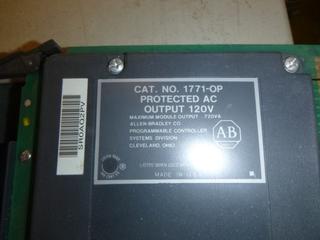 CAT. NO. 1771-OP
PROTECTED AC
OUTPUT 120V
MAXIMUM MODULE OUTPUT 720VA
ALLEN-BRADLEY CO.
PROGRAMMABLE CONTROLLER
SYSTEMS DIVISION
CLEVELAND, OHIO
A-B
MADE IN U.S.A.